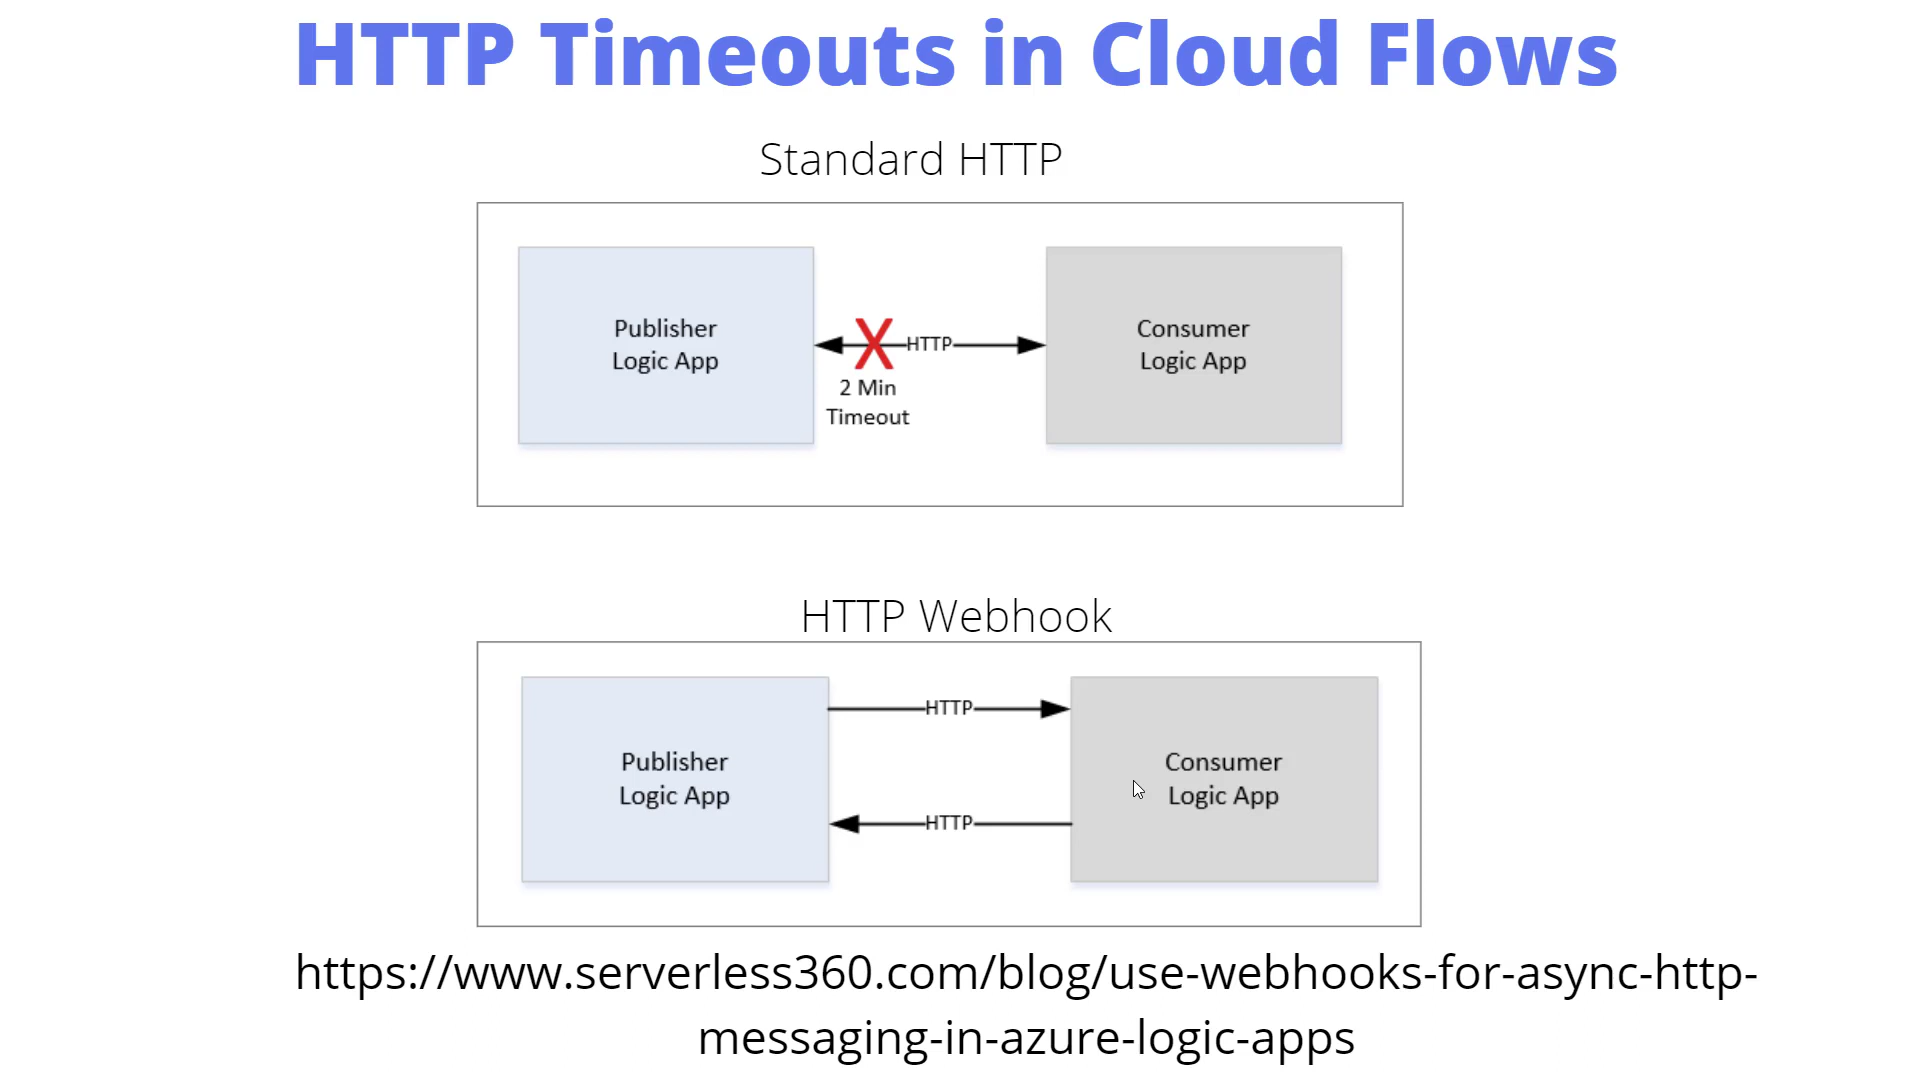 HTTP Timeouts in Cloud Flows
Standard HTTP
Publisher
Logic App
HTTP
2 Min
Timeout
Consumer
Logic App
HTTP Webhook
Publisher
Logic App
HTTP
HTTP
Consumer
Logic App
https://www.serverless360.com/blog/use-webhooks-for-async-http-
messaging-in-azure-logic-apps